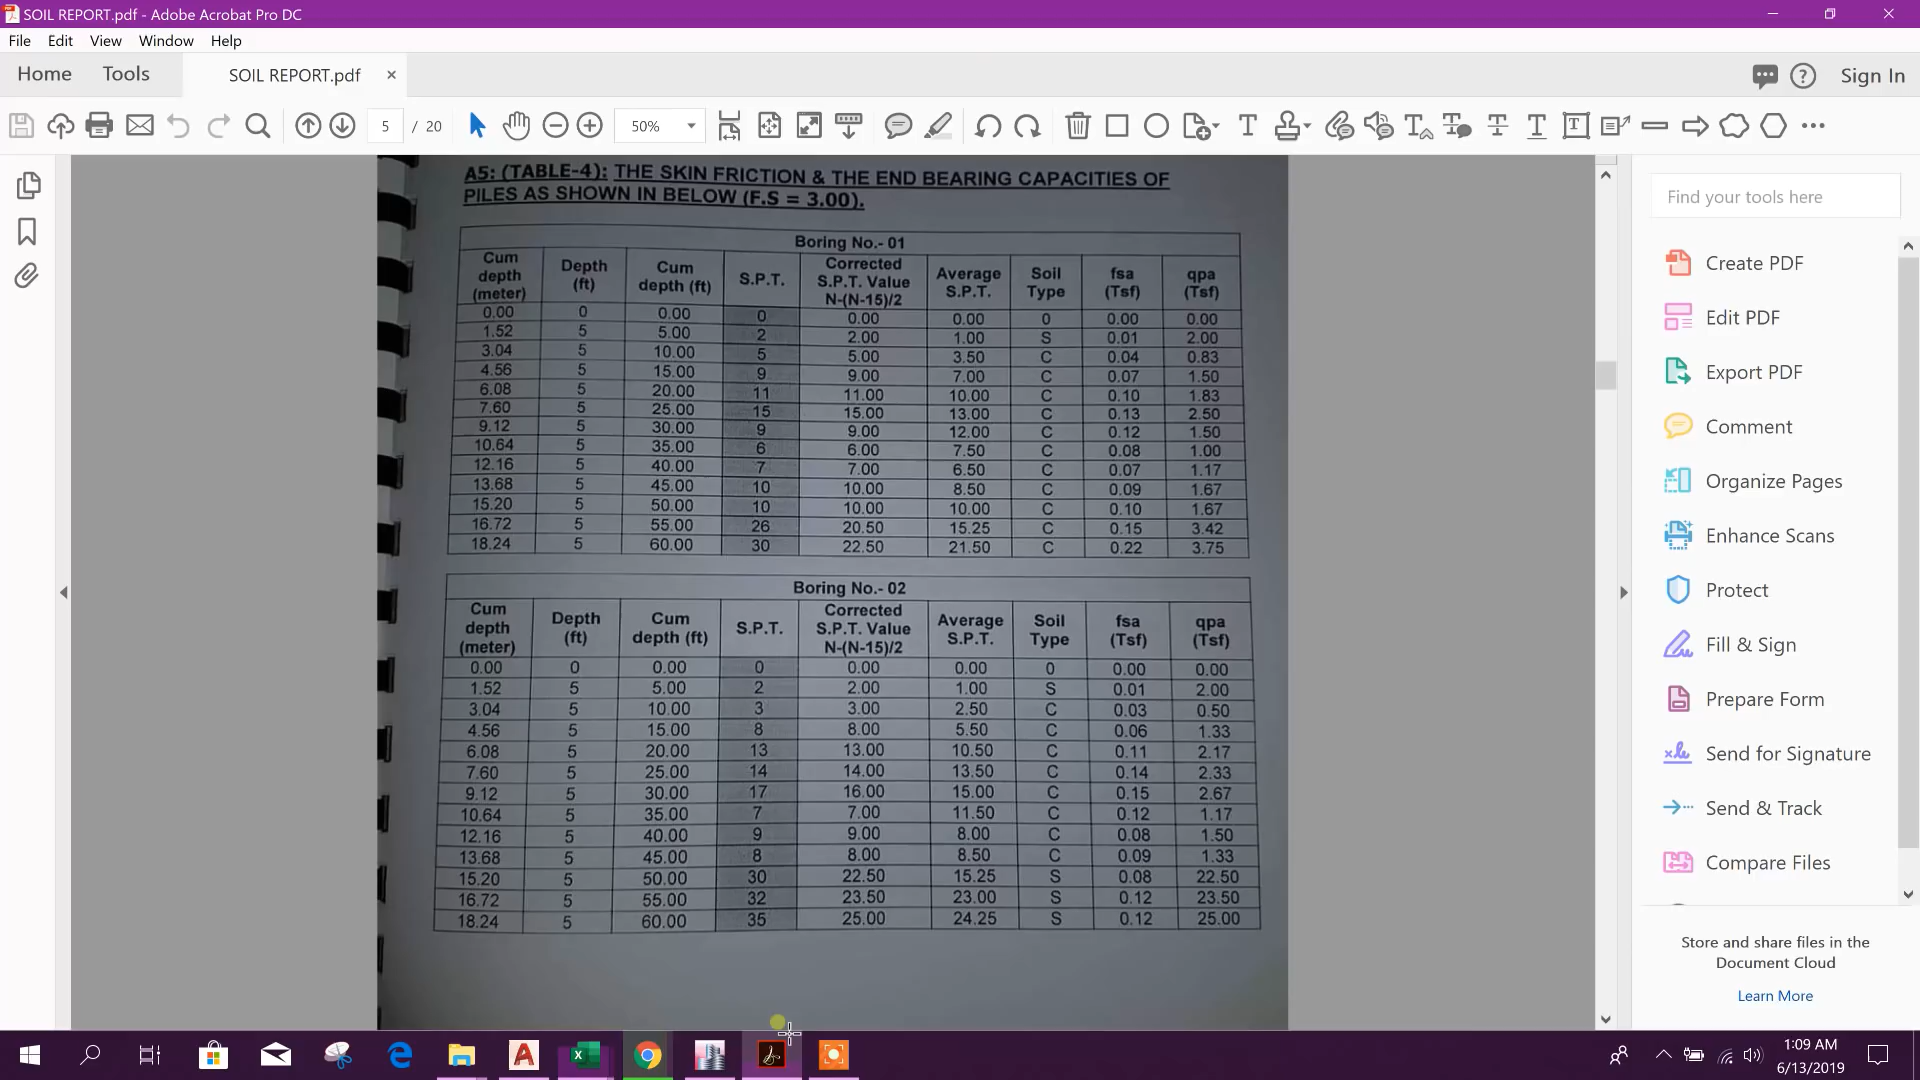 SOIL REPORT.pdf - Adobe Acrobat Pro DC
File Edit View Window Help
Home Tools SOIL REPORT.pdf × Sign In
5 / 20 50%
A5: (TABLE-4): THE SKIN FRICTION & THE END BEARING CAPACITIES OF
PILES AS SHOWN IN BELOW (F.S = 3.00).
Boring No.- 01
Cum depth (meter) Depth (ft) Cum depth (ft) S.P.T. Corrected S.P.T. Value N-(N-15)/2 Average S.P.T. Soil Type fsa (Tsf) qpa (Tsf)
0.00 0 0.00 0 0.00 0.00 0 0.00 0.00
1.52 5 5.00 2 2.00 1.00 S 0.01 2.00
3.04 5 10.00 5 5.00 3.50 C 0.04 0.83
4.56 5 15.00 9 9.00 7.00 C 0.07 1.50
6.08 5 20.00 11 11.00 10.00 C 0.10 1.83
7.60 5 25.00 15 15.00 13.00 C 0.13 2.50
9.12 5 30.00 9 9.00 12.00 C 0.12 1.50
10.64 5 35.00 6 6.00 7.50 C 0.08 1.00
12.16 5 40.00 7 7.00 6.50 C 0.07 1.17
13.68 5 45.00 10 10.00 8.50 C 0.09 1.67
15.20 5 50.00 10 10.00 10.00 C 0.10 1.67
16.72 5 55.00 26 20.50 15.25 C 0.15 3.42
18.24 5 60.00 30 22.50 21.50 C 0.22 3.75
Boring No.- 02
Cum depth (meter) Depth (ft) Cum depth (ft) S.P.T. Corrected S.P.T. Value N-(N-15)/2 Average S.P.T. Soil Type fsa (Tsf) qpa (Tsf)
0.00 0 0.00 0 0.00 0.00 0 0.00 0.00
1.52 5 5.00 2 2.00 1.00 S 0.01 2.00
3.04 5 10.00 3 3.00 2.50 C 0.03 0.50
4.56 5 15.00 8 8.00 5.50 C 0.06 1.33
6.08 5 20.00 13 13.00 10.50 C 0.11 2.17
7.60 5 25.00 14 14.00 13.50 C 0.14 2.33
9.12 5 30.00 17 16.00 15.00 C 0.15 2.67
10.64 5 35.00 7 7.00 11.50 C 0.12 1.17
12.16 5 40.00 9 9.00 8.00 C 0.08 1.50
13.68 5 45.00 8 8.00 8.50 C 0.09 1.33
15.20 5 50.00 30 22.50 15.25 S 0.08 22.50
16.72 5 55.00 32 23.50 23.00 S 0.12 23.50
18.24 5 60.00 35 25.00 24.25 S 0.12 25.00
Find your tools here
Create PDF
Edit PDF
Export PDF
Comment
Organize Pages
Enhance Scans
Protect
Fill & Sign
Prepare Form
Send for Signature
Send & Track
Compare Files
Store and share files in the
Document Cloud
Learn More
1:09 AM
6/13/2019